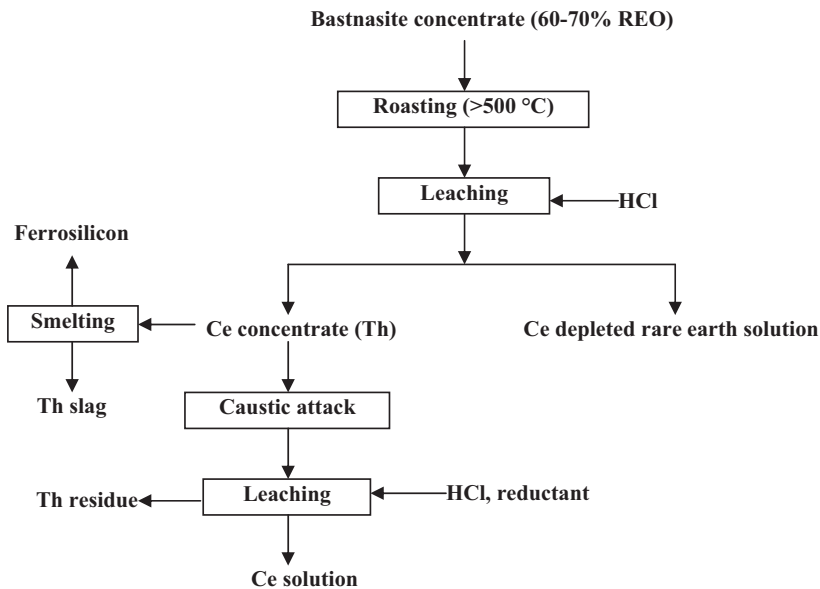 Bastnasite concentrate (60-70% REO)
Roasting (>500 °C)
Leaching
HCl
Ferrosilicon
Smelting
Ce concentrate (Th)
Ce depleted rare earth solution
Th slag
Caustic attack
Th residue
Leaching
HCl, reductant
Ce solution